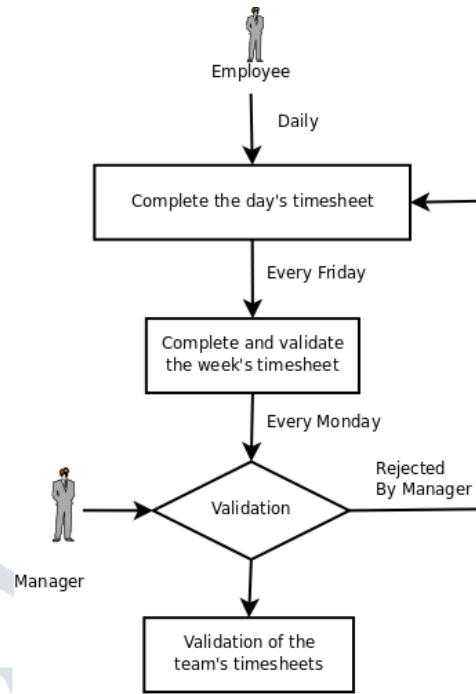 Employee
Daily
Complete the day's timesheet
Every Friday
Complete and validate
the week's timesheet
Every Monday
Rejected
By Manager
Validation
Manager
Validation of the
team's timesheets